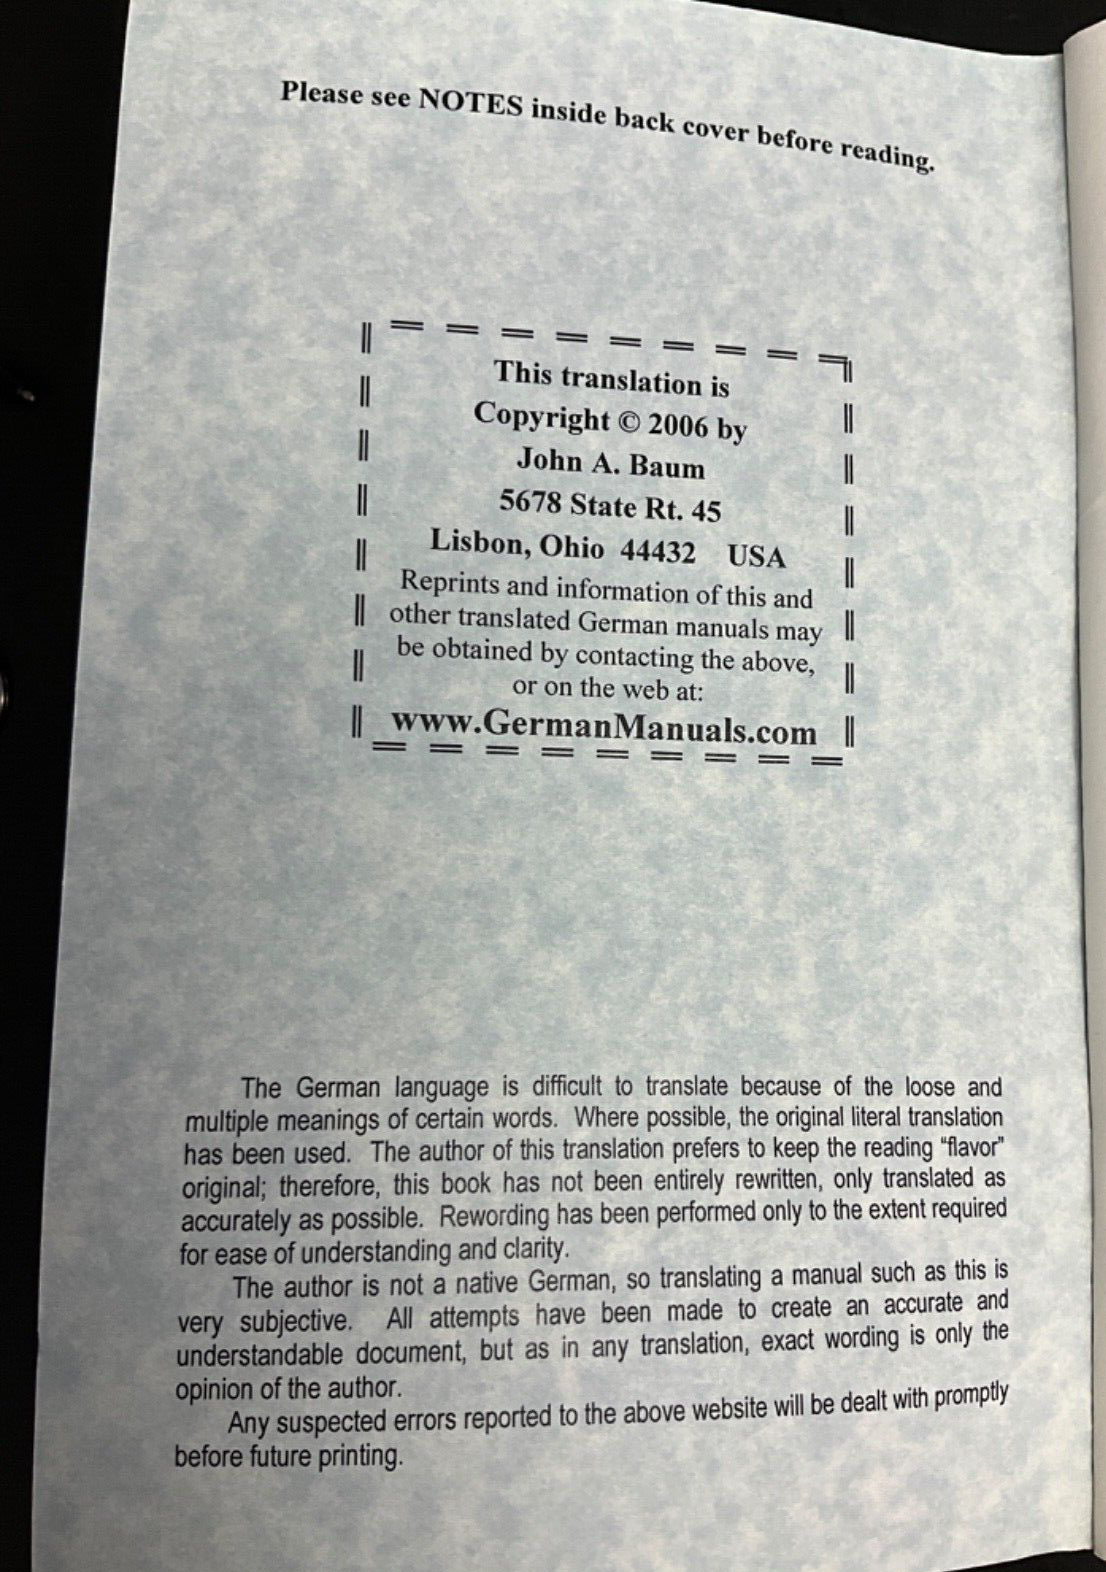 Please see NOTES inside back cover before reading.
This translation is
Copyright © 2006 by
John A. Baum
5678 State Rt. 45
Lisbon, Ohio 44432 USA
Reprints and information of this and
other translated German manuals may
be obtained by contacting the above,
or on the web at:
www.GermanManuals.com
The German language is difficult to translate because of the loose and
multiple meanings of certain words. Where possible, the original literal translation
has been used. The author of this translation prefers to keep the reading “flavor”
original; therefore, this book has not been entirely rewritten, only translated as
accurately as possible. Rewording has been performed only to the extent required
for ease of understanding and clarity.
The author is not a native German, so translating a manual such as this is
very subjective. All attempts have been made to create an accurate and
understandable document, but as in any translation, exact wording is only the
opinion of the author.
Any suspected errors reported to the above website will be dealt with promptly
before future printing.